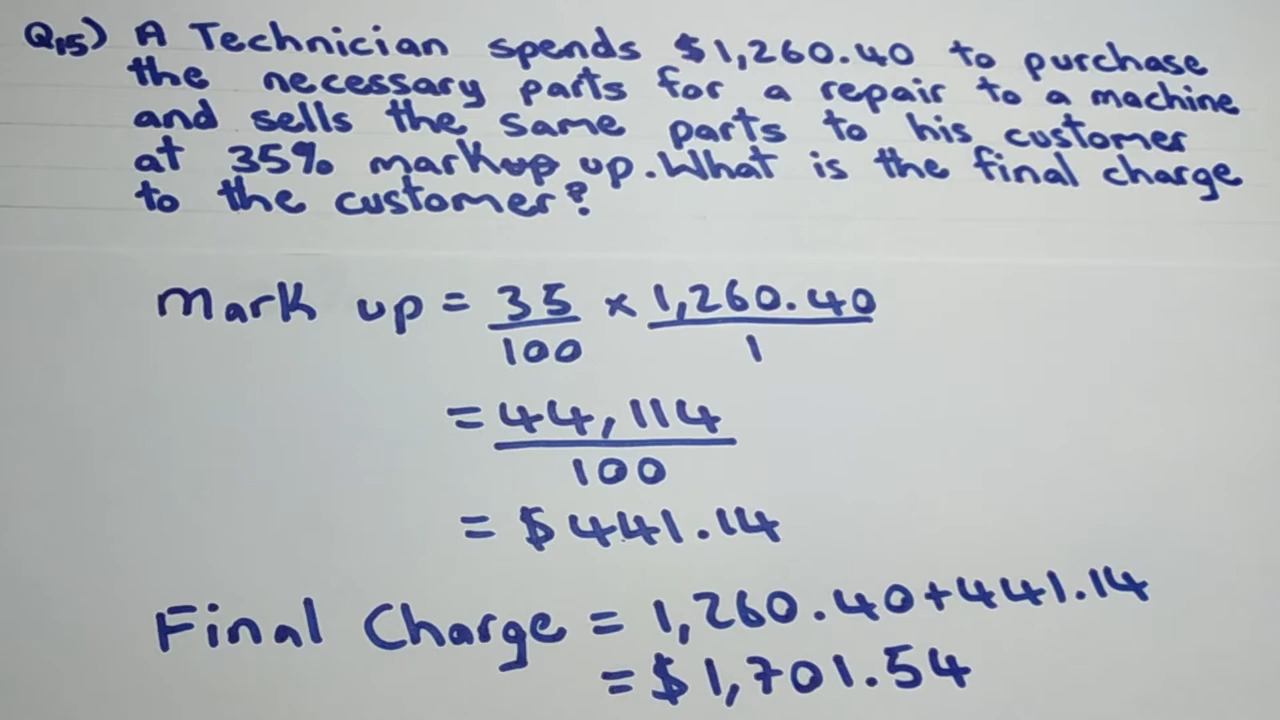 Q15) A Technician spends $1,260.40 to purchase
the necessary parts for a repair to a machine
and sells the same parts to his customer
at 35% mark up. What is the final charge
to the customer?
Mark up = 35/100 x 1,260.40/1
= 44,114/100
= $441.14
Final Charge = 1,260.40+441.14
= $1,701.54